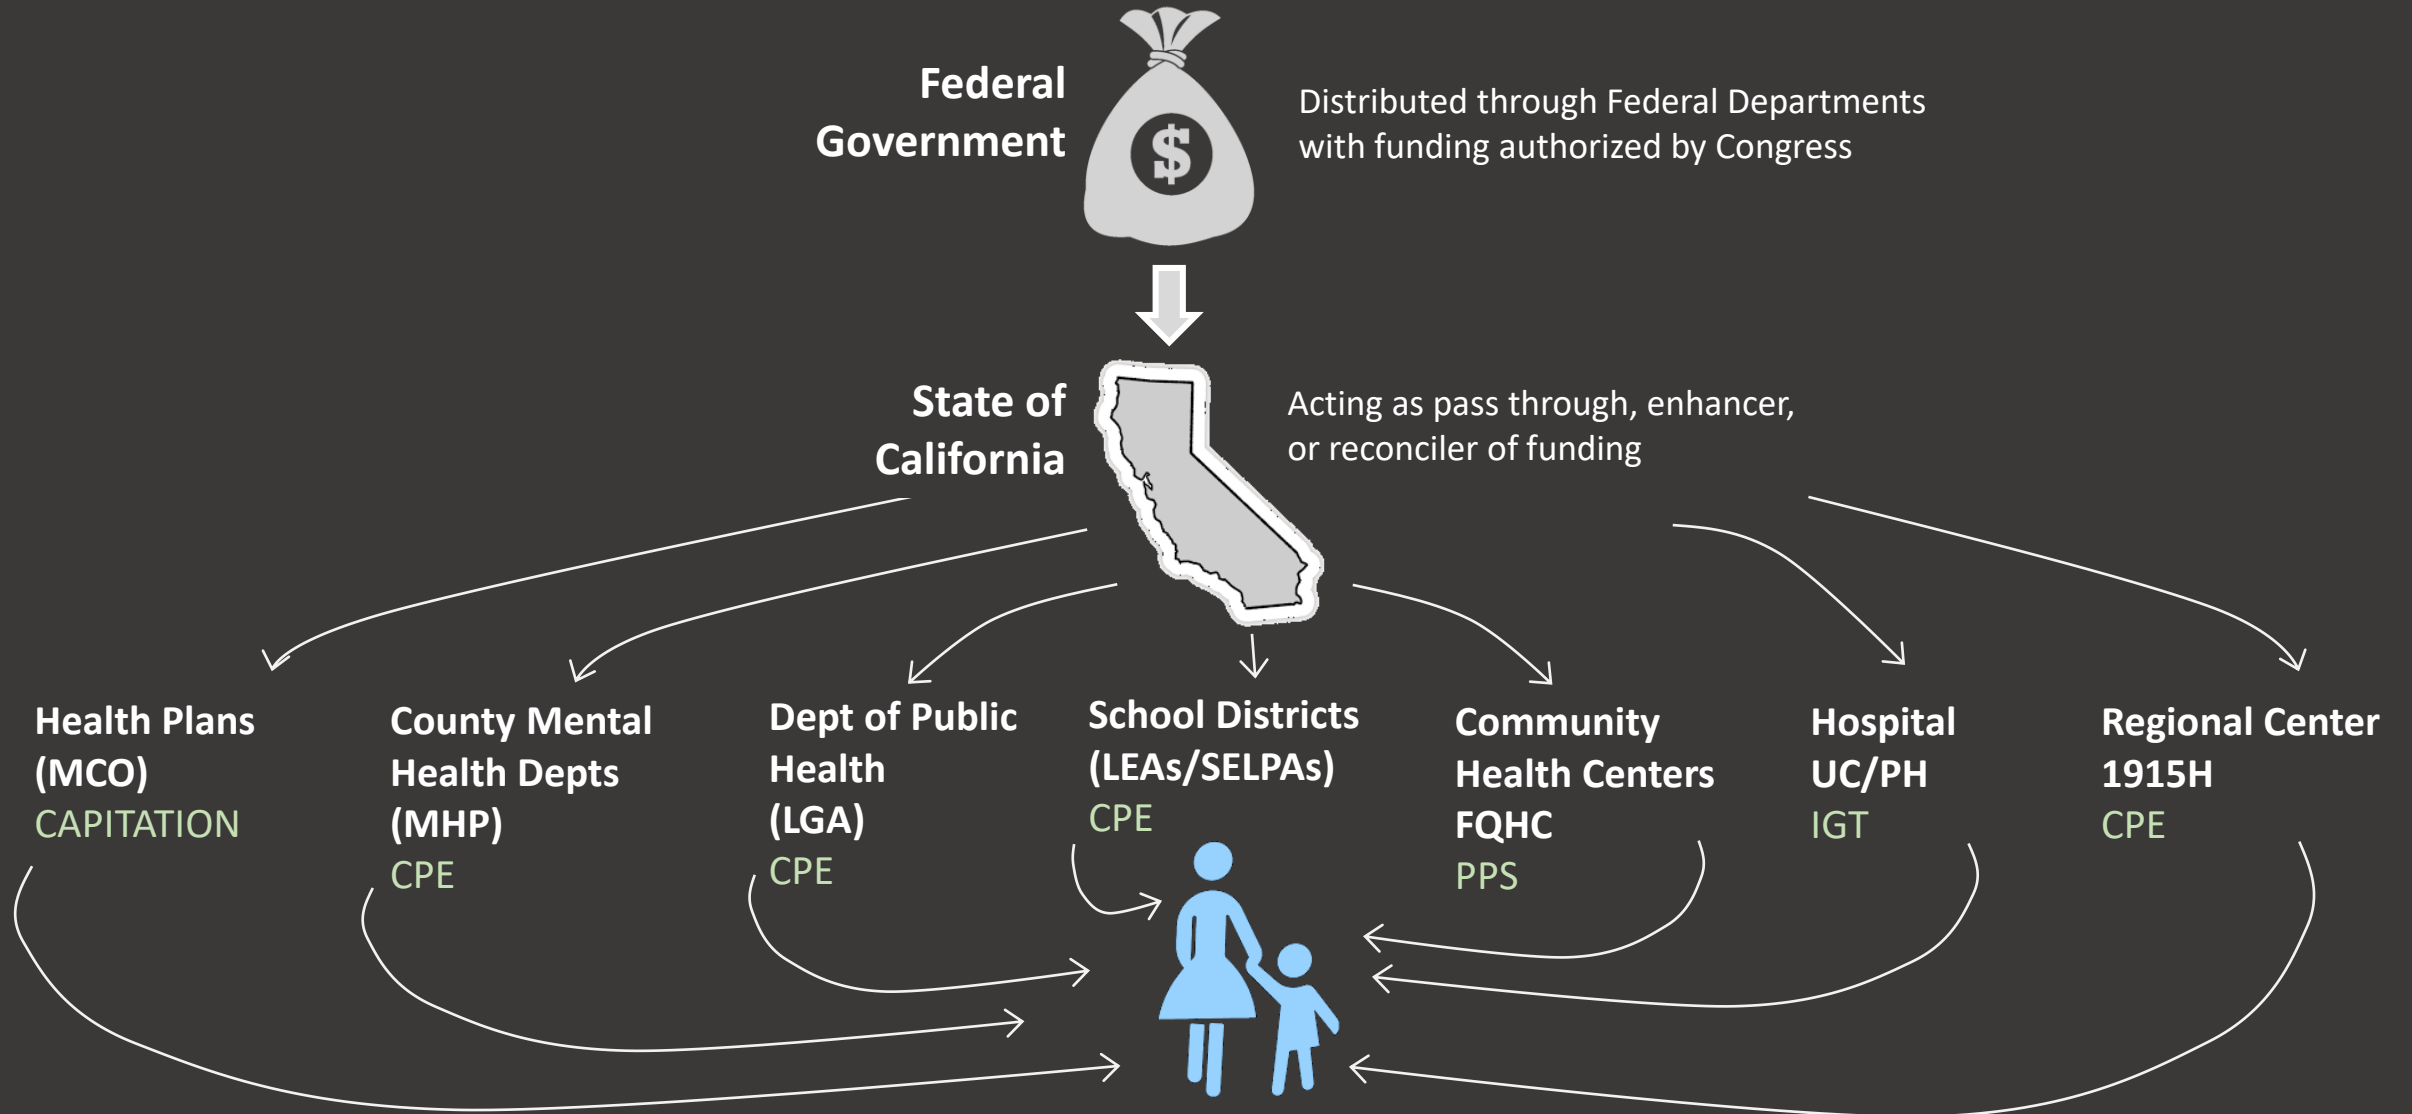 Federal
Government
$
Distributed through Federal Departments
with funding authorized by Congress
State of
California
Acting as pass through, enhancer,
or reconciler of funding
Health Plans
(MCO)
CAPITATION
County Mental
Health Depts
(MHP)
CPE
Dept of Public
Health
(LGA)
CPE
School Districts
(LEAs/SELPAs)
CPE
Community
Health Centers
FQHC
PPS
Hospital
UC/PH
IGT
Regional Center
1915H
CPE